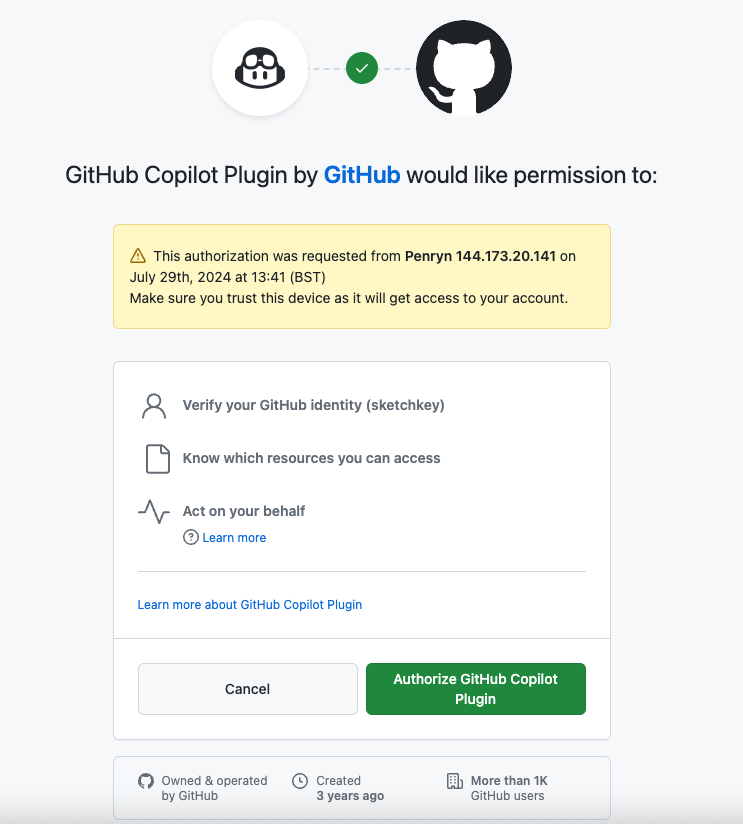 GitHub Copilot Plugin by GitHub would like permission to:
This authorization was requested from Penryn 144.173.20.141 on
July 29th, 2024 at 13:41 (BST)
Make sure you trust this device as it will get access to your account.
Verify your GitHub identity (sketchkey)
Know which resources you can access
Act on your behalf
Learn more
Learn more about GitHub Copilot Plugin
Cancel
Authorize GitHub Copilot
Plugin
Owned & operated
by GitHub
Created
3 years ago
More than 1K
GitHub users